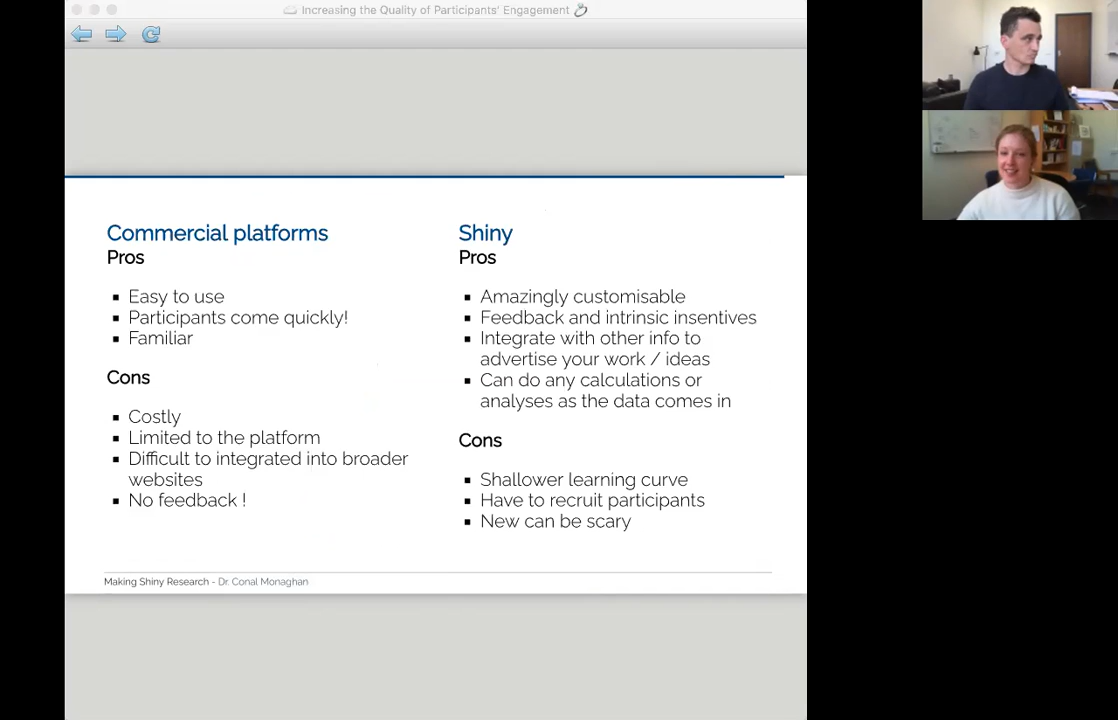 Increasing the Quality of Participants' Engagement
Commercial platforms
Pros
Easy to use
Participants come quickly!
Familiar
Cons
Costly
Limited to the platform
Difficult to integrated into broader
websites
No feedback !
Shiny
Pros
Amazingly customisable
Feedback and intrinsic insentives
Integrate with other info to
advertise your work / ideas
Can do any calculations or
analyses as the data comes in
Cons
Shallower learning curve
Have to recruit participants
New can be scary
Making Shiny Research - Dr. Conal Monaghan